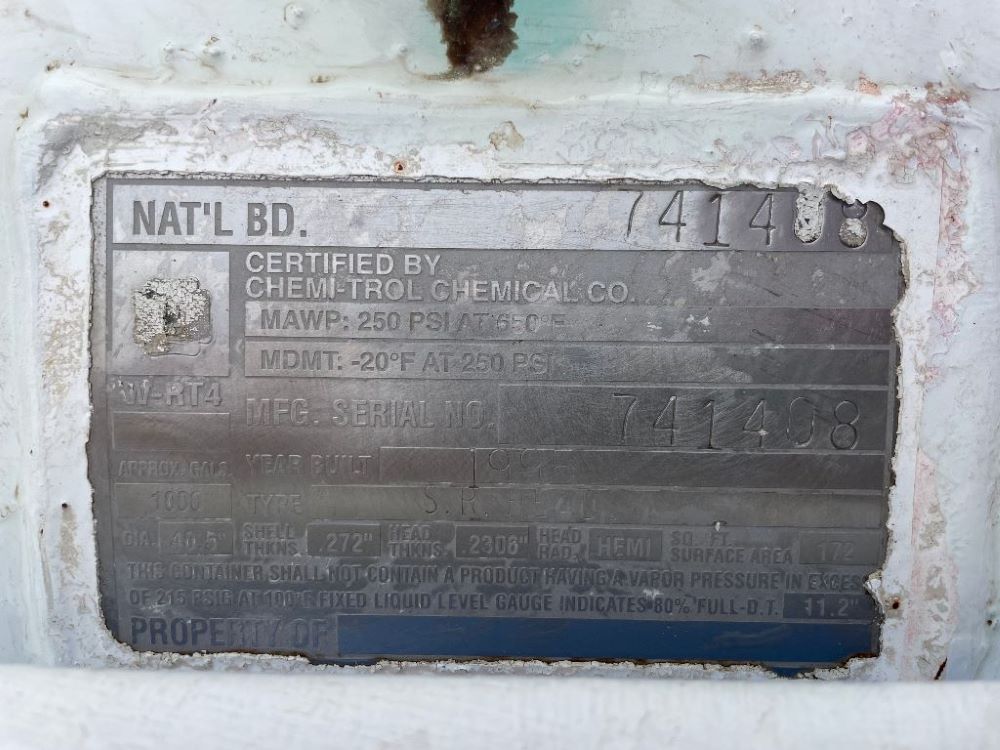 NAT'L BD. 741408
CERTIFIED BY
CHEMI-TROL CHEMICAL CO.
MAWP: 250 PSI AT 650°F
MDMT: -20°F AT 250 PSI
W-RT4
MFG. SERIAL NO. 741408
APPROX. GALS. YEAR BUILT
1000 TYPE S.R.
DIA. 40.5" SHELL THKNS. .272" HEAD THKNS. .2306" HEAD RAD. HEMI SQ. FT. SURFACE AREA 172
THIS CONTAINER SHALL NOT CONTAIN A PRODUCT HAVING A VAPOR PRESSURE IN EXCESS
OF 215 PSIG AT 100°F FIXED LIQUID LEVEL GAUGE INDICATES 80% FULL-D.T. 11.2"
PROPERTY OF